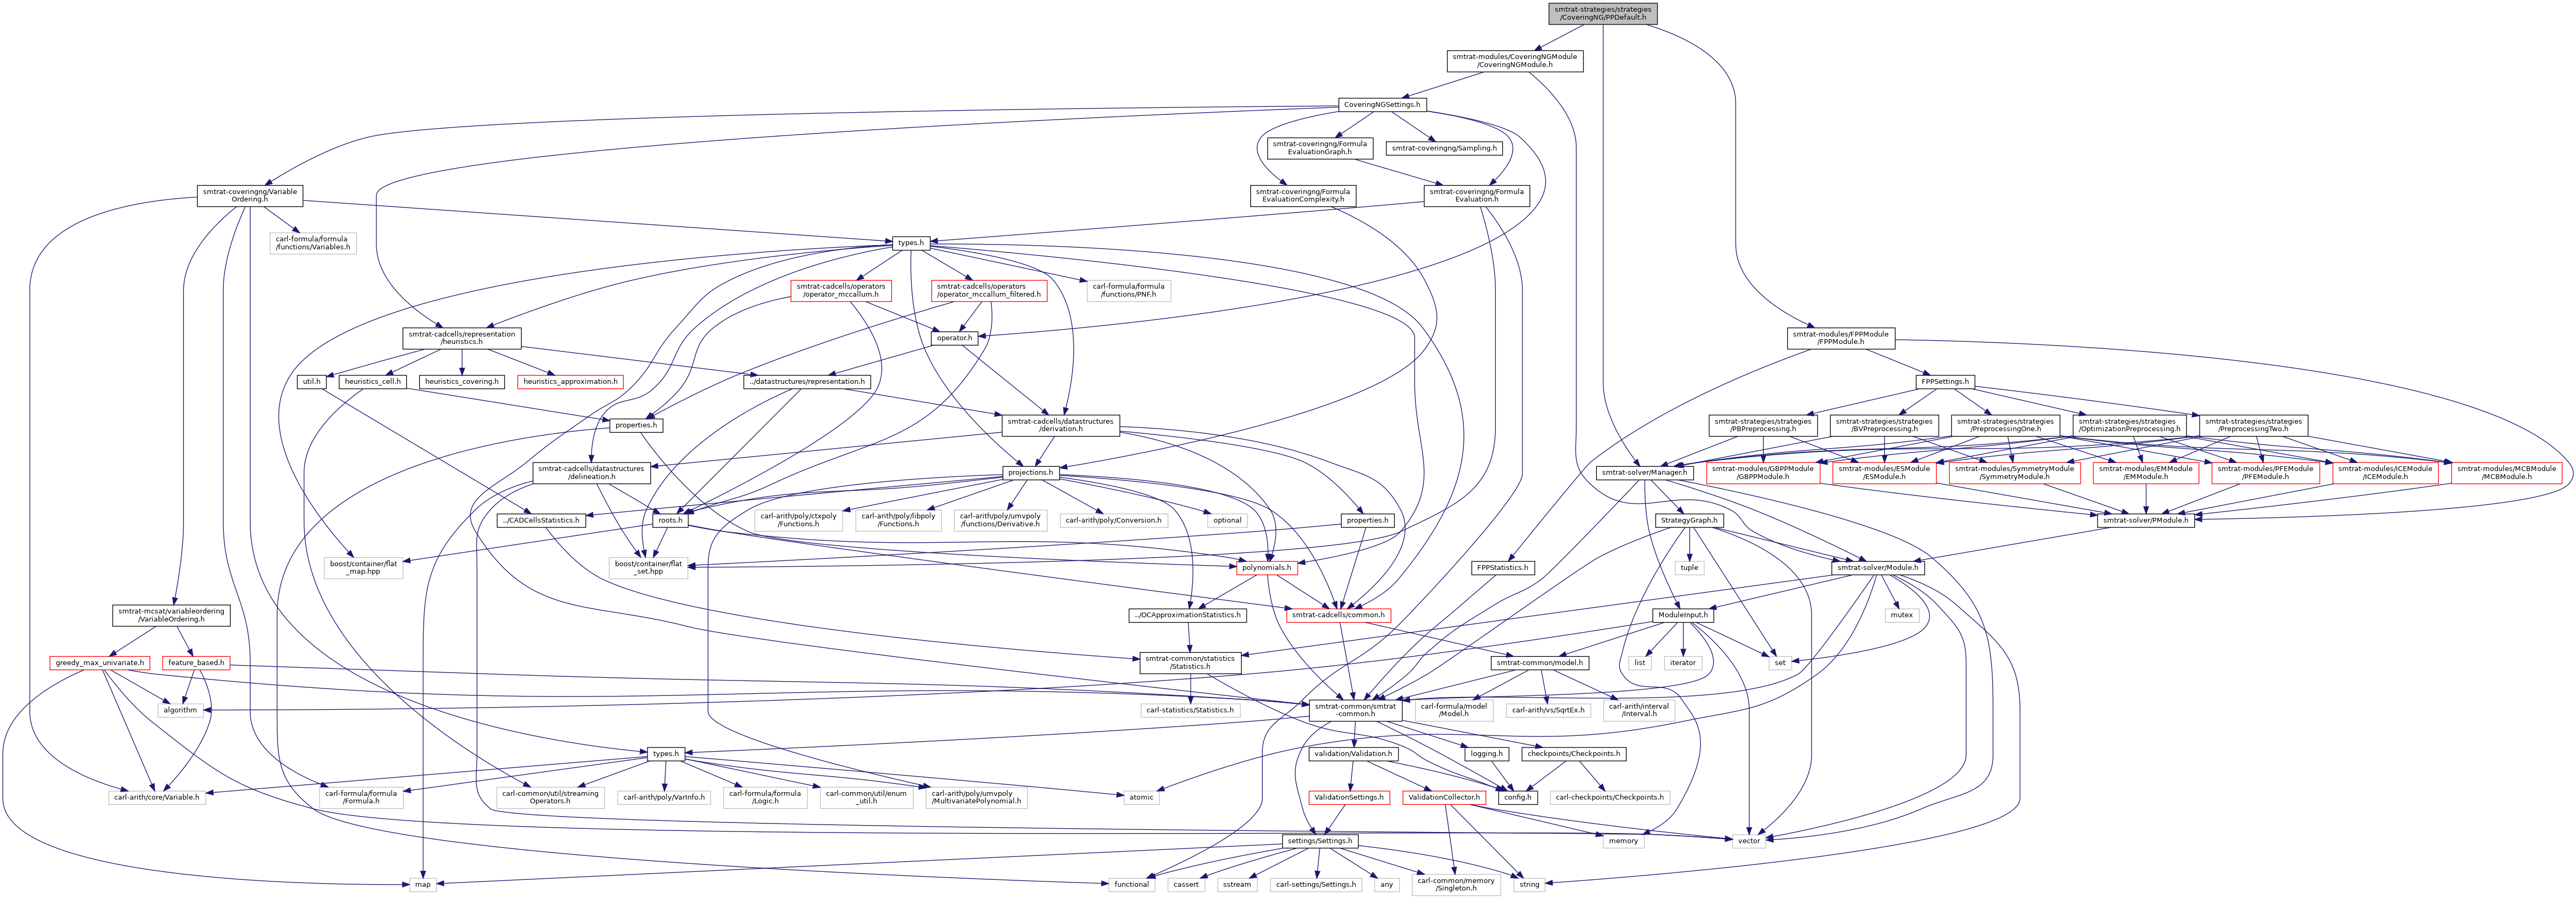 smtrat-strategies/strategies
/CoveringNG/PPDefault.h
smtrat-modules/CoveringNGModule
/CoveringNGModule.h
CoveringNGSettings.h
smtrat-coveringng/Formula
EvaluationGraph.h
smtrat-coveringng/Sampling.h
smtrat-coveringng/Variable
Ordering.h
smtrat-coveringng/Formula
EvaluationComplexity.h
smtrat-coveringng/Formula
Evaluation.h
carl-formula/formula
/functions/Variables.h
types.h
smtrat-cadcells/operators
/operator_mccallum.h
smtrat-cadcells/operators
/operator_mccallum_filtered.h
carl-formula/formula
/functions/PNF.h
smtrat-cadcells/representation
/heuristics.h
operator.h
smtrat-modules/FPPModule
/FPPModule.h
util.h
heuristics_cell.h
heuristics_covering.h
heuristics_approximation.h
../datastructures/representation.h
FPPSettings.h
properties.h
smtrat-cadcells/datastructures
/derivation.h
smtrat-strategies/strategies
/PBPreprocessing.h
smtrat-strategies/strategies
/BVPreprocessing.h
smtrat-strategies/strategies
/PBPreprocessingOne.h
smtrat-strategies/strategies
/OptimizationPreprocessing.h
smtrat-strategies/strategies
/PreprocessingTwo.h
smtrat-cadcells/datastructures
/delineation.h
projections.h
smtrat-solver/Manager.h
smtrat-modules/GBPPModule
/GBPPModule.h
smtrat-modules/ESModule
/ESModule.h
smtrat-modules/SymmetryModule
/SymmetryModule.h
smtrat-modules/EMModule
/EMModule.h
smtrat-modules/PFEModule
/PFEModule.h
smtrat-modules/ICEModule
/ICEModule.h
smtrat-modules/MCBModule
/MCBModule.h
../CADCellsStatistics.h
roots.h
carl-arith/poly/ctxpoly
/Functions.h
carl-arith/poly/libpoly
/Functions.h
carl-arith/poly/umvpoly
/functions/Derivative.h
carl-arith/poly/Conversion.h
optional
properties.h
StrategyGraph.h
smtrat-solver/PModule.h
boost/container/flat
_map.hpp
boost/container/flat
_set.hpp
polynomials.h
FPPStatistics.h
tuple
smtrat-solver/Module.h
smtrat-mcsat/variableordering
/VariableOrdering.h
../OCApproximationStatistics.h
smtrat-cadcells/common.h
ModuleInput.h
mutex
greedy_max_univariate.h
feature_based.h
smtrat-common/statistics
/Statistics.h
smtrat-common/model.h
list
iterator
set
algorithm
carl-statistics/Statistics.h
smtrat-common/smtrat
-common.h
carl-formula/model
/Model.h
carl-arith/vs/SqrtEx.h
carl-arith/interval
/Interval.h
types.h
validation/Validation.h
logging.h
checkpoints/Checkpoints.h
carl-arith/core/Variable.h
carl-formula/formula
/Formula.h
carl-common/util/streaming
Operators.h
carl-arith/poly/VarInfo.h
carl-formula/formula
/Logic.h
carl-common/util/enum
_util.h
carl-arith/poly/umvpoly
/MultivariatePolynomial.h
atomic
ValidationSettings.h
ValidationCollector.h
config.h
carl-checkpoints/Checkpoints.h
settings/Settings.h
memory
vector
map
functional
cassert
sstream
carl-settings/Settings.h
any
carl-common/memory
/Singleton.h
string